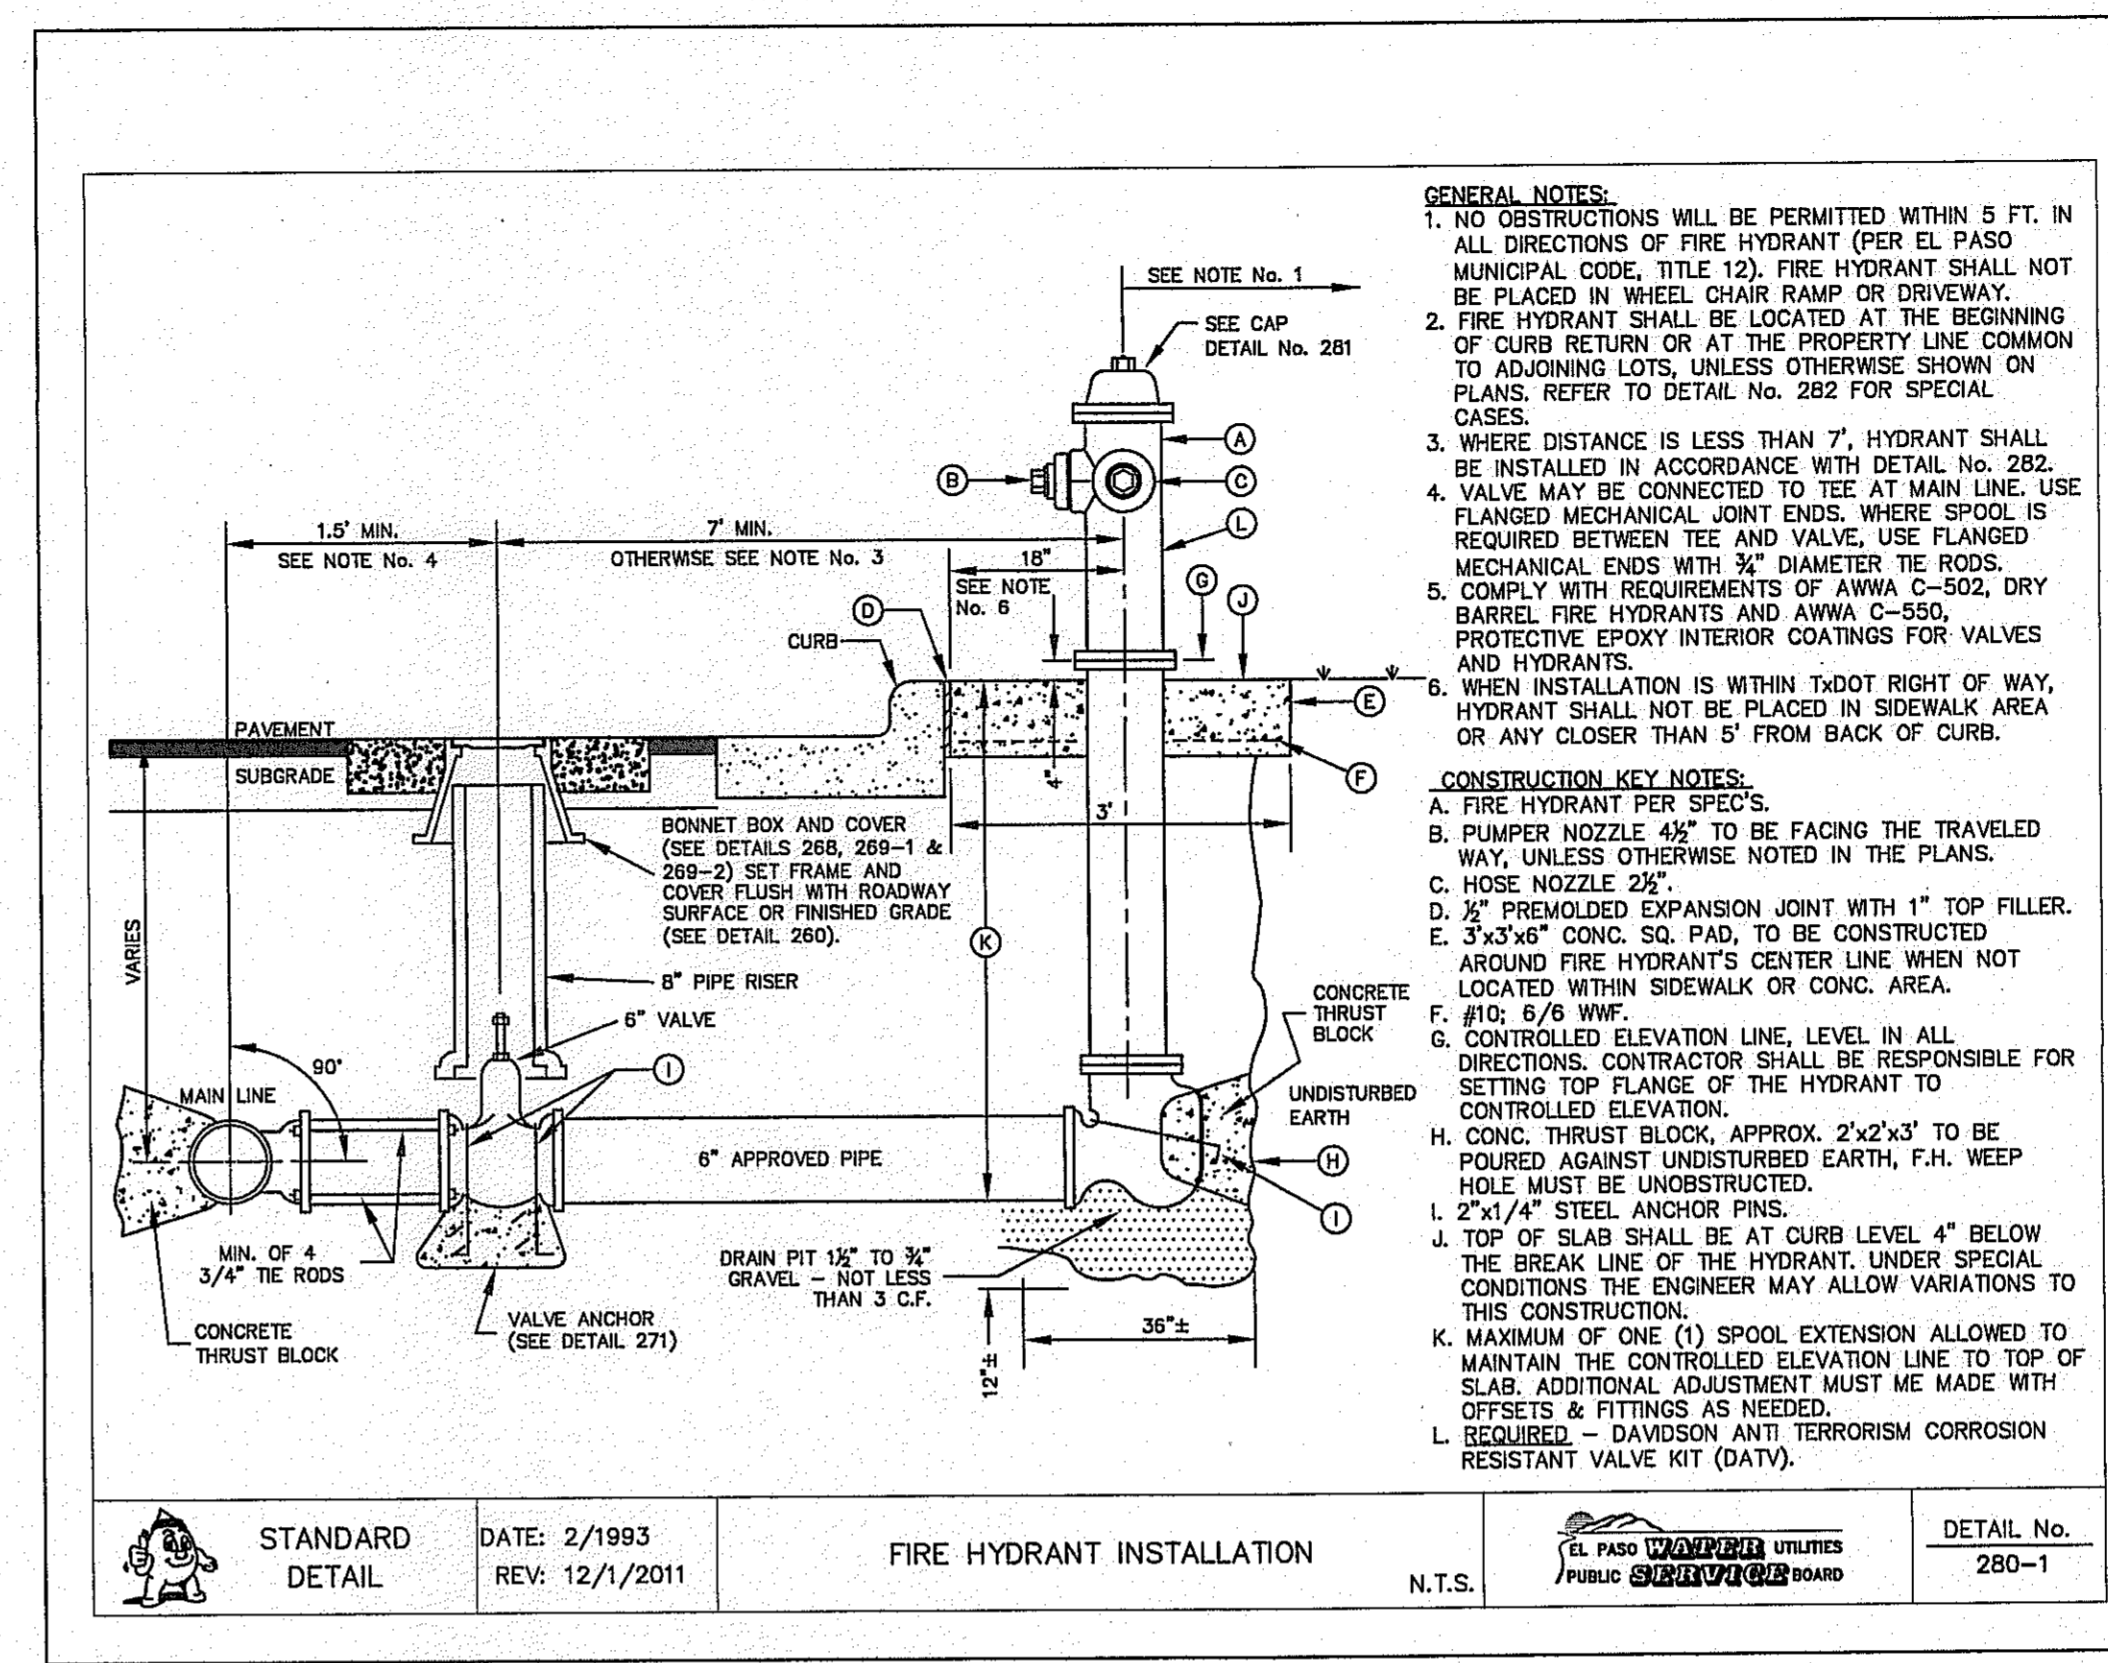 GENERAL NOTES:
1. NO OBSTRUCTIONS WILL BE PERMITTED WITHIN 5 FT. IN
ALL DIRECTIONS OF FIRE HYDRANT (PER EL PASO
MUNICIPAL CODE, TITLE 12). FIRE HYDRANT SHALL NOT
BE PLACED IN WHEEL CHAIR RAMP OR DRIVEWAY.
2. FIRE HYDRANT SHALL BE LOCATED AT THE BEGINNING
OF CURB RETURN OR AT THE PROPERTY LINE COMMON
TO ADJOINING LOTS, UNLESS OTHERWISE SHOWN ON
PLANS. REFER TO DETAIL No. 282 FOR SPECIAL
CASES.
3. WHERE DISTANCE IS LESS THAN 7', HYDRANT SHALL
BE INSTALLED IN ACCORDANCE WITH DETAIL No. 282.
4. VALVE MAY BE CONNECTED TO TEE AT MAIN LINE. USE
FLANGED MECHANICAL JOINT ENDS. WHERE SPOOL IS
REQUIRED BETWEEN TEE AND VALVE, USE FLANGED
MECHANICAL ENDS WITH ¾" DIAMETER TIE RODS.
5. COMPLY WITH REQUIREMENTS OF AWWA C-502, DRY
BARREL FIRE HYDRANTS AND AWWA C-550,
PROTECTIVE EPOXY INTERIOR COATINGS FOR VALVES
AND HYDRANTS.
6. WHEN INSTALLATION IS WITHIN TxDOT RIGHT OF WAY,
HYDRANT SHALL NOT BE PLACED IN SIDEWALK AREA
OR ANY CLOSER THAN 5' FROM BACK OF CURB.
CONSTRUCTION KEY NOTES:
A. FIRE HYDRANT PER SPEC'S.
B. PUMPER NOZZLE 4½" TO BE FACING THE TRAVELED
WAY, UNLESS OTHERWISE NOTED IN THE PLANS.
C. HOSE NOZZLE 2½".
D. ½" PREMOLDED EXPANSION JOINT WITH 1" TOP FILLER.
E. 3'x3'x6" CONC. SQ. PAD, TO BE CONSTRUCTED
AROUND FIRE HYDRANT'S CENTER LINE WHEN NOT
LOCATED WITHIN SIDEWALK OR CONC. AREA.
F. #10; 6/6 WWF.
G. CONTROLLED ELEVATION LINE, LEVEL IN ALL
DIRECTIONS. CONTRACTOR SHALL BE RESPONSIBLE FOR
SETTING TOP FLANGE OF THE HYDRANT TO
CONTROLLED ELEVATION.
H. CONC. THRUST BLOCK, APPROX. 2'x2'x3' TO BE
POURED AGAINST UNDISTURBED EARTH, F.H. WEEP
HOLE MUST BE UNOBSTRUCTED.
I. 2"x1/4" STEEL ANCHOR PINS.
J. TOP OF SLAB SHALL BE AT CURB LEVEL 4" BELOW
THE BREAK LINE OF THE HYDRANT. UNDER SPECIAL
CONDITIONS THE ENGINEER MAY ALLOW VARIATIONS TO
THIS CONSTRUCTION.
K. MAXIMUM OF ONE (1) SPOOL EXTENSION ALLOWED TO
MAINTAIN THE CONTROLLED ELEVATION LINE TO TOP OF
SLAB. ADDITIONAL ADJUSTMENT MUST ME MADE WITH
OFFSETS & FITTINGS AS NEEDED.
L. REQUIRED - DAVIDSON ANTI TERRORISM CORROSION
RESISTANT VALVE KIT (DATV).
SEE NOTE No. 1
SEE CAP
DETAIL No. 281
A
B
C
L
1.5' MIN.
SEE NOTE No. 4
7' MIN.
OTHERWISE SEE NOTE No. 3
18"
SEE NOTE
No. 6
G
J
D
CURB
E
F
4"
3'
PAVEMENT
SUBGRADE
BONNET BOX AND COVER
(SEE DETAILS 268, 269-1 &
269-2) SET FRAME AND
COVER FLUSH WITH ROADWAY
SURFACE OR FINISHED GRADE
(SEE DETAIL 260).
VARIES
K
8" PIPE RISER
6" VALVE
CONCRETE
THRUST
BLOCK
I
90°
MAIN LINE
UNDISTURBED
EARTH
6" APPROVED PIPE
H
I
MIN. OF 4
3/4" TIE RODS
DRAIN PIT 1½" TO ¾"
GRAVEL - NOT LESS
THAN 3 C.F.
VALVE ANCHOR
(SEE DETAIL 271)
CONCRETE
THRUST BLOCK
36"±
12"±
STANDARD
DETAIL
DATE: 2/1993
REV: 12/1/2011
FIRE HYDRANT INSTALLATION
N.T.S.
EL PASO WATER UTILITIES
PUBLIC SERVICE BOARD
DETAIL No.
280-1